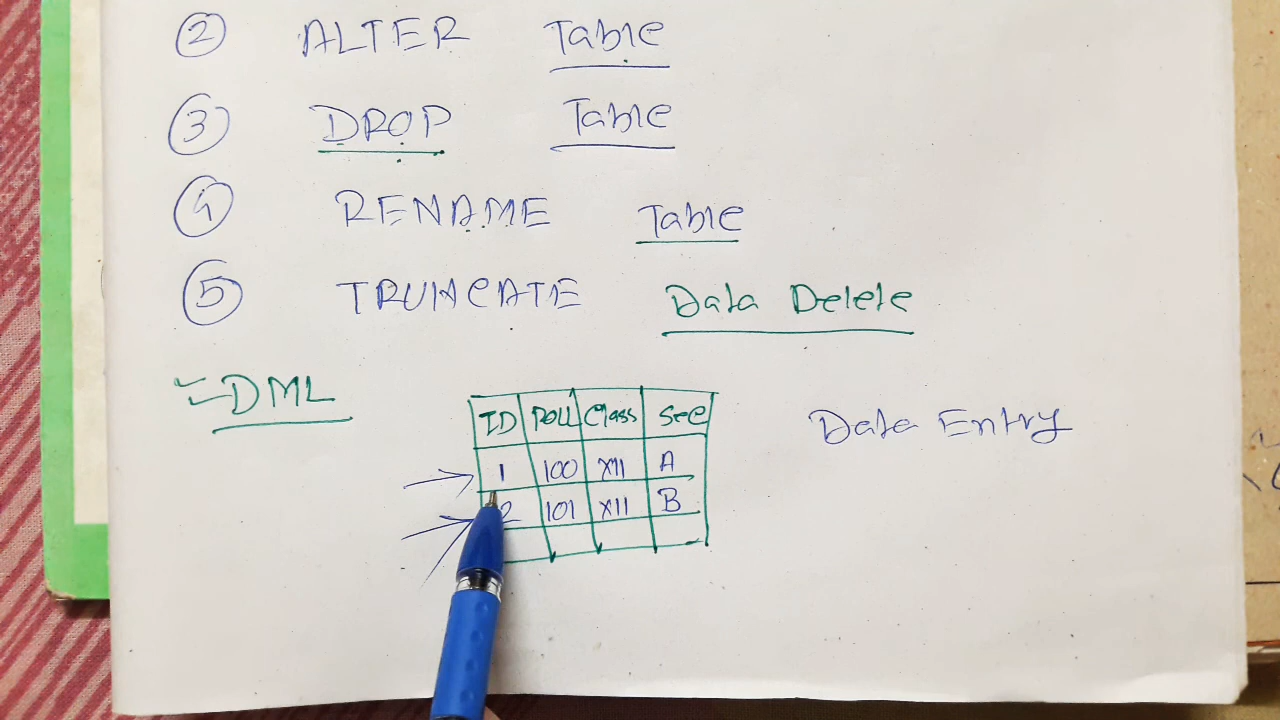 2 ALTER Table
3 DROP Table
4 RENAME Table
5 TRUNCATE Data Delete
DML
Data Entry
ID Roll Class Sec
1 100 XII A
2 101 XII B